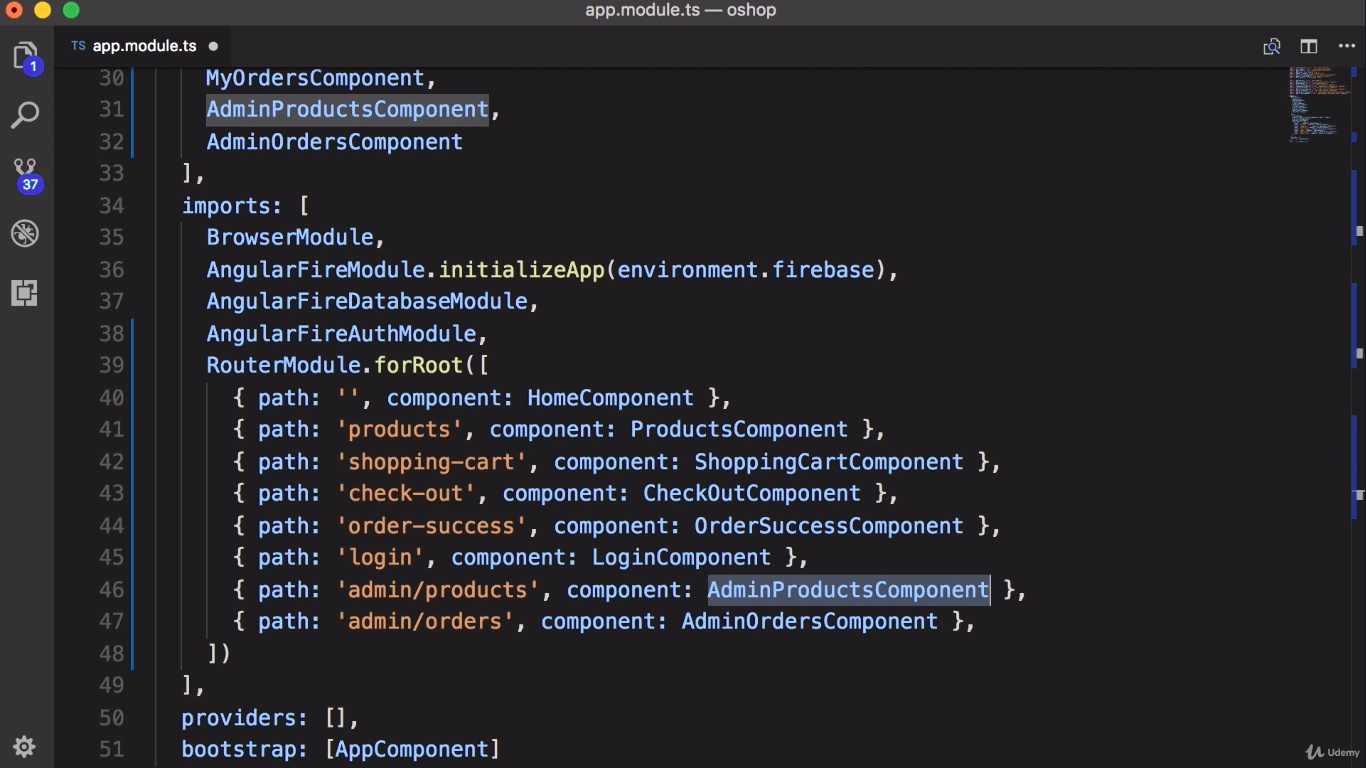 app.module.ts — oshop
TS app.module.ts
1
37
30 MyOrdersComponent,
31 AdminProductsComponent,
32 AdminOrdersComponent
33 ],
34 imports: [
35 BrowserModule,
36 AngularFireModule.initializeApp(environment.firebase),
37 AngularFireDatabaseModule,
38 AngularFireAuthModule,
39 RouterModule.forRoot([
40 { path: '', component: HomeComponent },
41 { path: 'products', component: ProductsComponent },
42 { path: 'shopping-cart', component: ShoppingCartComponent },
43 { path: 'check-out', component: CheckOutComponent },
44 { path: 'order-success', component: OrderSuccessComponent },
45 { path: 'login', component: LoginComponent },
46 { path: 'admin/products', component: AdminProductsComponent },
47 { path: 'admin/orders', component: AdminOrdersComponent },
48 ])
49 ],
50 providers: [],
51 bootstrap: [AppComponent]
Udemy